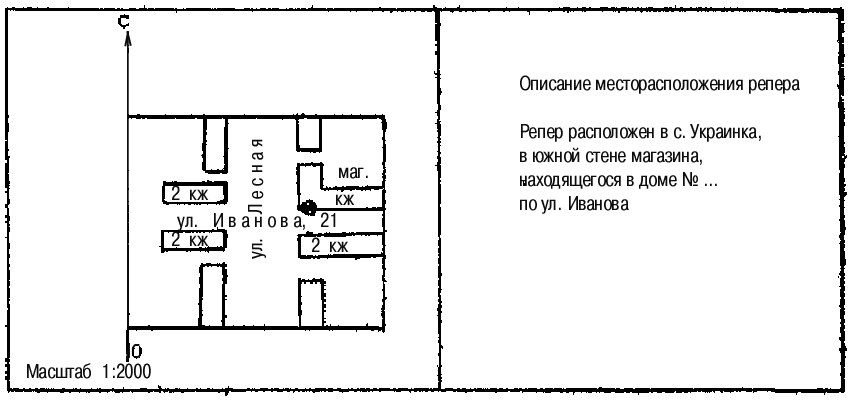 С
ул. Лесная
маг.
2 кж
кж
ул. Иванова, 21
2 кж
2 кж
Ю
Масштаб 1:2000
Описание месторасположения репера
Репер расположен в с. Украинка,
в южной стене магазина,
находящегося в доме № ...
по ул. Иванова